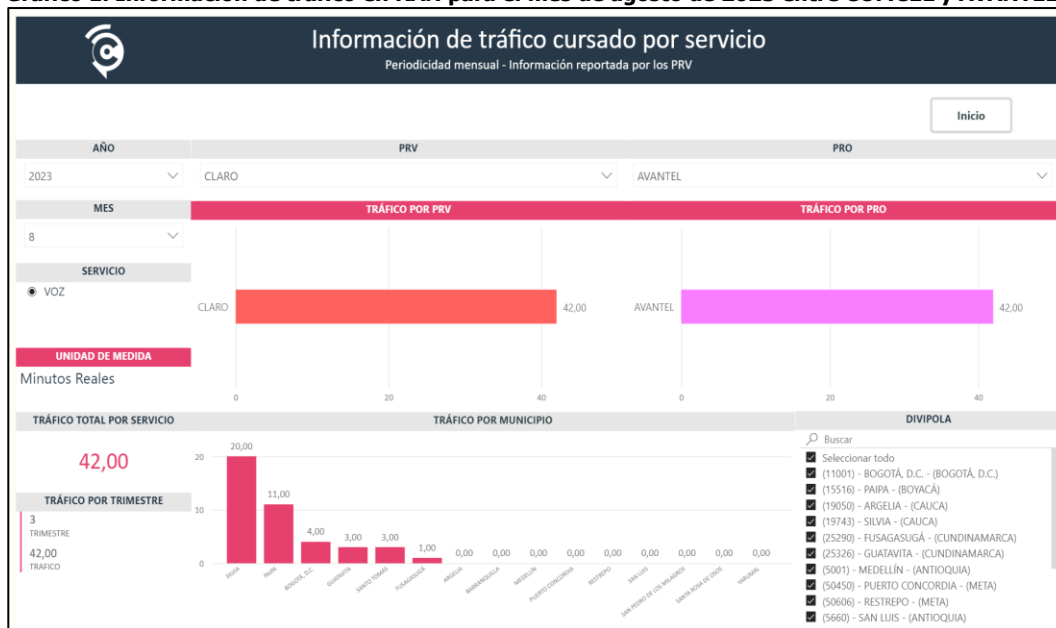 Información de tráfico cursado por servicio
Periodicidad mensual - Información reportada por los PRV
Inicio
AÑO
PRV
PRO
2023
CLARO
AVANTEL
MES
TRÁFICO POR PRV
TRÁFICO POR PRO
8
SERVICIO
VOZ
CLARO
42,00
AVANTEL
42,00
UNIDAD DE MEDIDA
Minutos Reales
0
20
40
0
20
40
TRÁFICO TOTAL POR SERVICIO
TRÁFICO POR MUNICIPIO
DIVIPOLA
42,00
TRÁFICO POR TRIMESTRE
3
TRIMESTRE
42,00
TRAFICO
20
10
0
20,00
11,00
4,00
3,00
3,00
1,00
0,00
0,00
0,00
0,00
0,00
0,00
0,00
0,00
0,00
SILVIA
PAIPA
BOGOTÁ, D.C.
GUATAVITA
SANTO TOMÁS
FUSAGASUGÁ
ARGELIA
BARRANQUILLA
MEDELLÍN
PUERTO CONCORDIA
RESTREPO
SAN LUIS
SAN PEDRO DE LOS MILAGROS
SANTA ROSA DE OSOS
YARUMAL
Buscar
Seleccionar todo
(11001) - BOGOTÁ, D.C. - (BOGOTÁ, D.C.)
(15516) - PAIPA - (BOYACÁ)
(19050) - ARGELIA - (CAUCA)
(19743) - SILVIA - (CAUCA)
(25290) - FUSAGASUGÁ - (CUNDINAMARCA)
(25326) - GUATAVITA - (CUNDINAMARCA)
(5001) - MEDELLÍN - (ANTIOQUIA)
(50450) - PUERTO CONCORDIA - (META)
(50606) - RESTREPO - (META)
(5660) - SAN LUIS - (ANTIOQUIA)